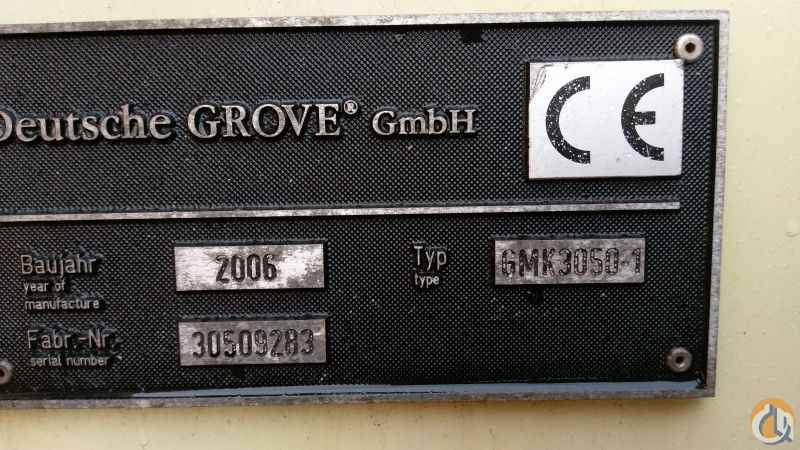 Deutsche GROVE® GmbH
CE
Baujahr 2006
year of
manufacture
Typ GMK3050-1
type
Fabr.-Nr. 30509283
serial number